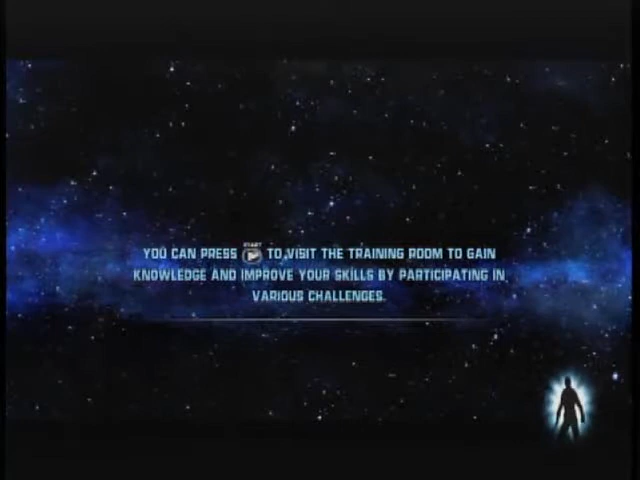 YOU CAN PRESS START TO VISIT THE TRAINING ROOM TO GAIN
KNOWLEDGE AND IMPROVE YOUR SKILLS BY PARTICIPATING IN
VARIOUS CHALLENGES.